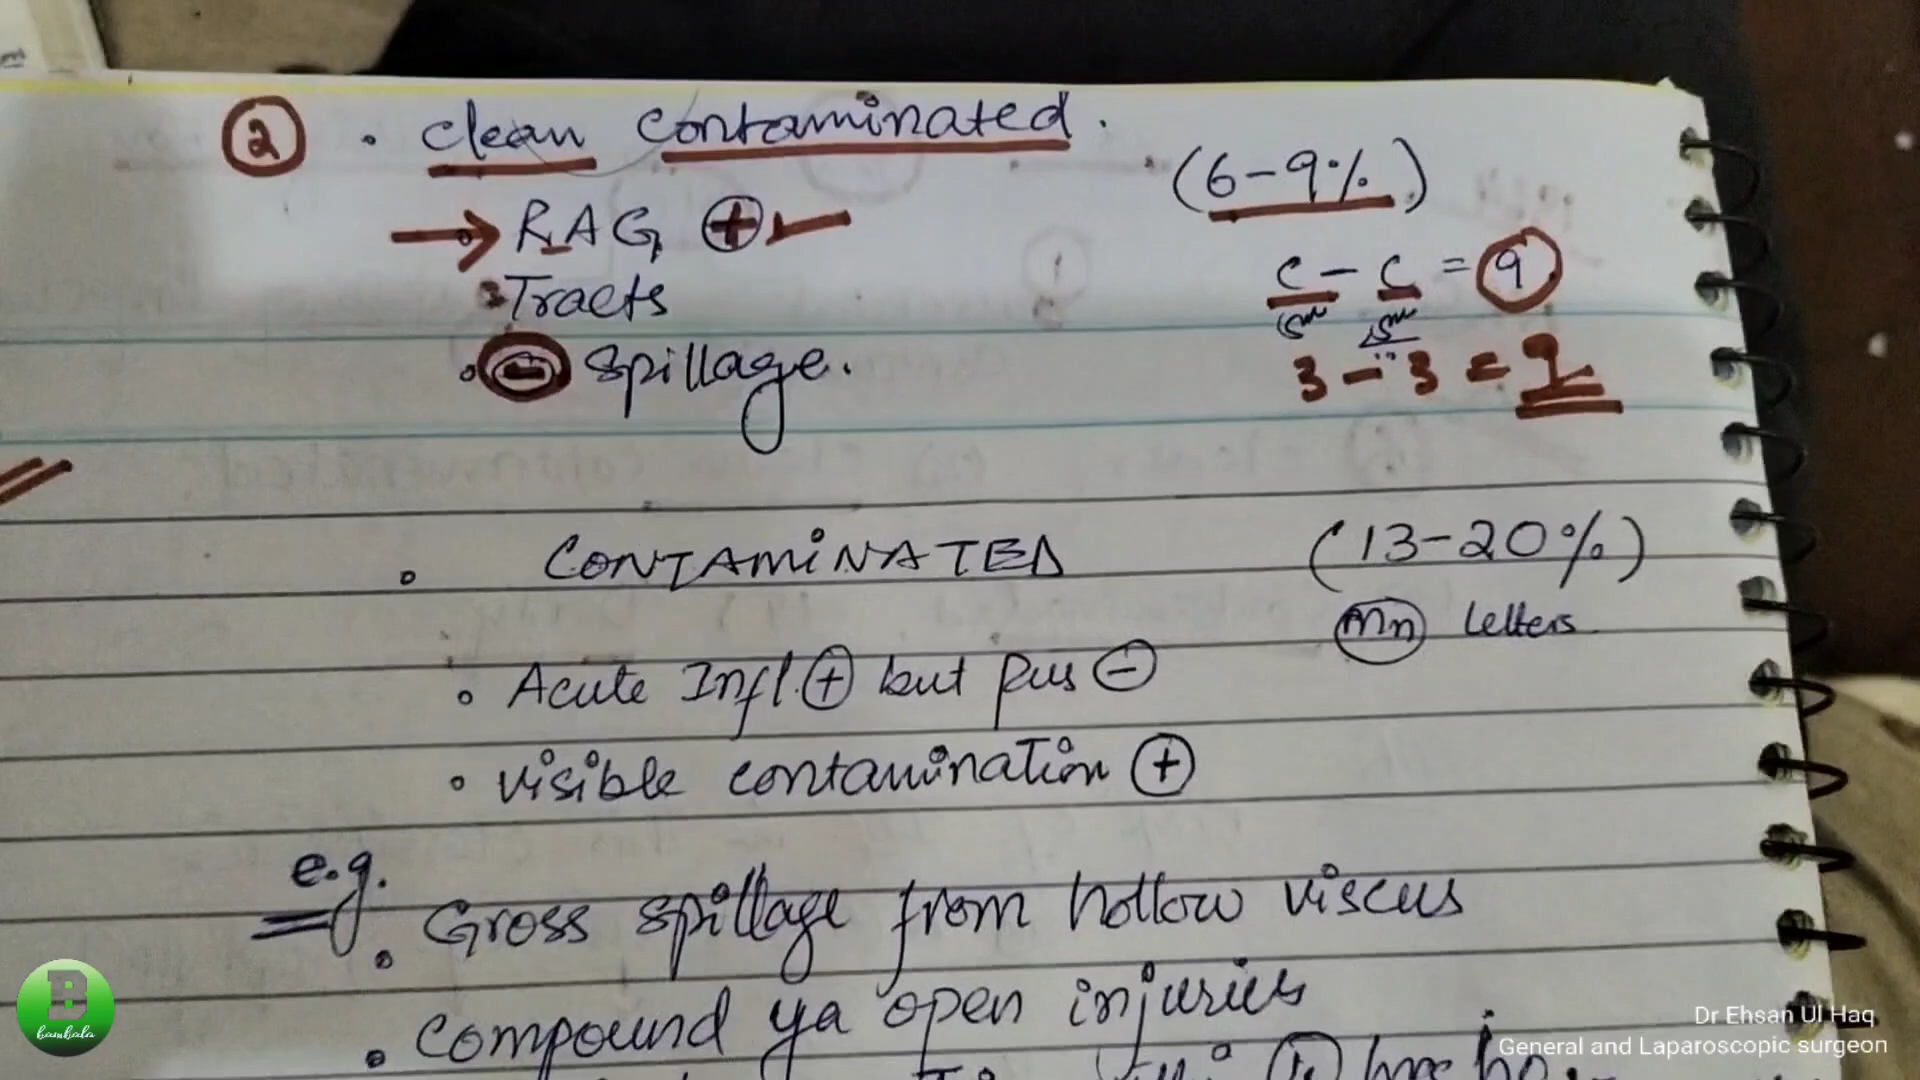 2 . clean contaminated.
(6-9%)
→ RAG ⊕
Tracts
c - c = 9
3 - 3 = 9
⊖ spillage.
CONTAMINATED (13-20%)
letters
Acute Infl. ⊕ but pus ⊖
visible contamination ⊕
e.g.
Gross spillage from hollow viscus
compound ya open injuries
B
bambala
Dr Ehsan Ul Haq
General and Laparoscopic surgeon